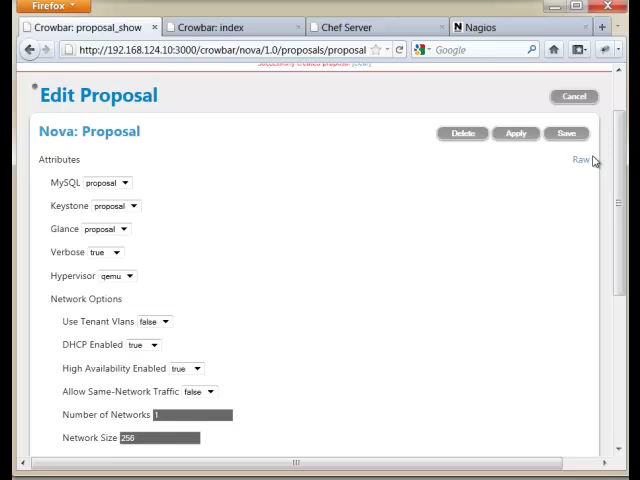 Firefox
Crowbar: proposal_show
Crowbar: index
Chef Server
Nagios
http://192.168.124.10:3000/crowbar/nova/1.0/proposals/proposal
Google
Successfully created proposal
Edit Proposal
Cancel
Nova: Proposal
Delete
Apply
Save
Attributes
Raw
MySQL proposal
Keystone proposal
Glance proposal
Verbose true
Hypervisor qemu
Network Options
Use Tenant Vlans false
DHCP Enabled true
High Availability Enabled true
Allow Same-Network Traffic false
Number of Networks 1
Network Size 256